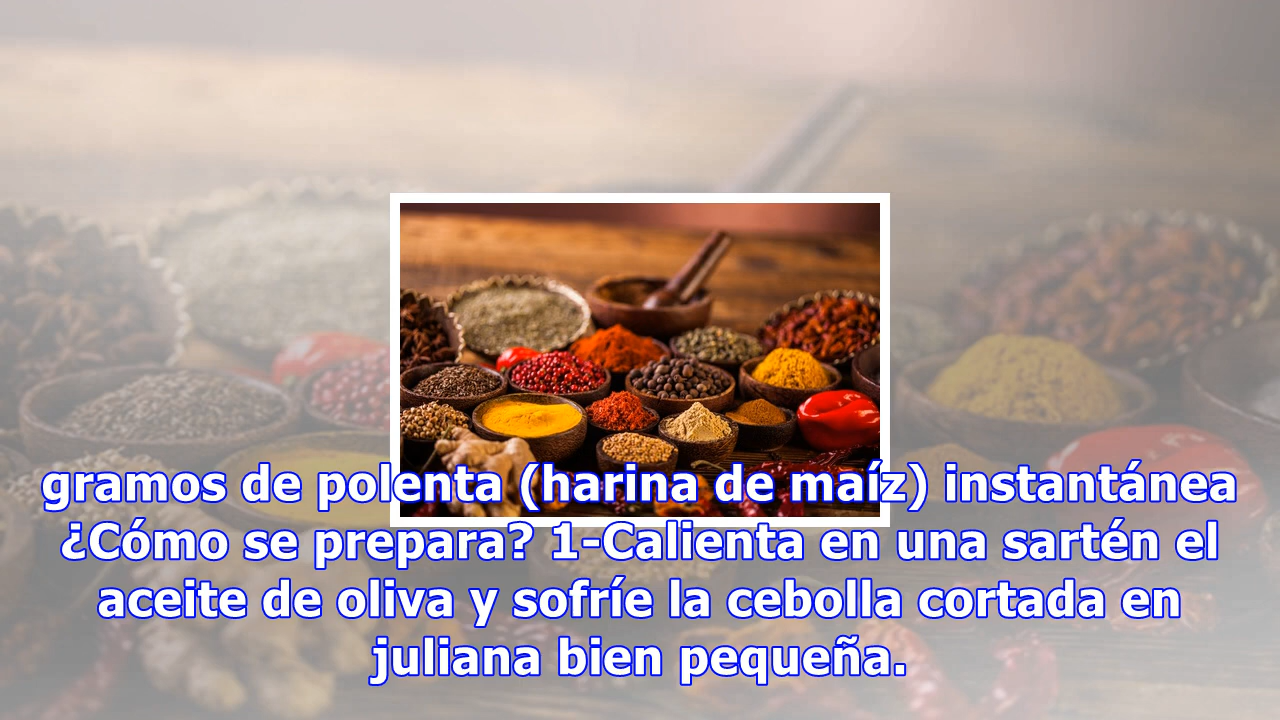 gramos de polenta (harina de maíz) instantánea
¿Cómo se prepara? 1-Calienta en una sartén el
aceite de oliva y sofríe la cebolla cortada en
juliana bien pequeña.